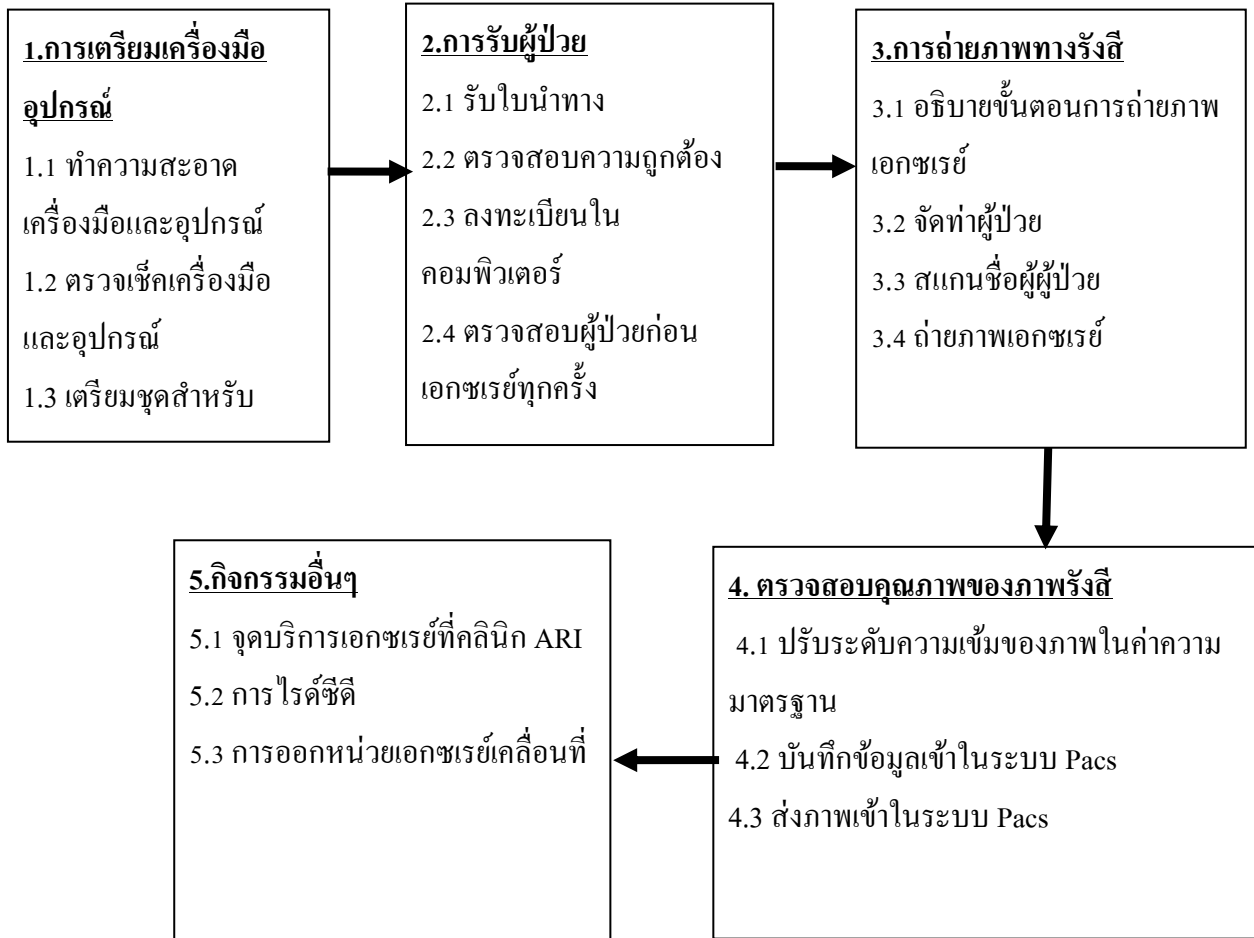 1.การเตรียมเครื่องมือ
อุปกรณ์
1.1 ทำความสะอาด
เครื่องมือและอุปกรณ์
1.2 ตรวจเช็คเครื่องมือ
และอุปกรณ์
1.3 เตรียมชุดสำหรับ
2.การรับผู้ป่วย
2.1 รับใบนำทาง
2.2 ตรวจสอบความถูกต้อง
2.3 ลงทะเบียนใน
คอมพิวเตอร์
2.4 ตรวจสอบผู้ป่วยก่อน
เอกซเรย์ทุกครั้ง
3.การถ่ายภาพทางรังสี
3.1 อธิบายขั้นตอนการถ่ายภาพ
เอกซเรย์
3.2 จัดท่าผู้ป่วย
3.3 สแกนชื่อผู้ผู้ป่วย
3.4 ถ่ายภาพเอกซเรย์
4. ตรวจสอบคุณภาพของภาพรังสี
4.1 ปรับระดับความเข้มของภาพในค่าความ
มาตรฐาน
4.2 บันทึกข้อมูลเข้าในระบบ Pacs
4.3 ส่งภาพเข้าในระบบ Pacs
5.กิจกรรมอื่นๆ
5.1 จุดบริการเอกซเรย์ที่คลินิก ARI
5.2 การไรด์ซีดี
5.3 การออกหน่วยเอกซเรย์เคลื่อนที่